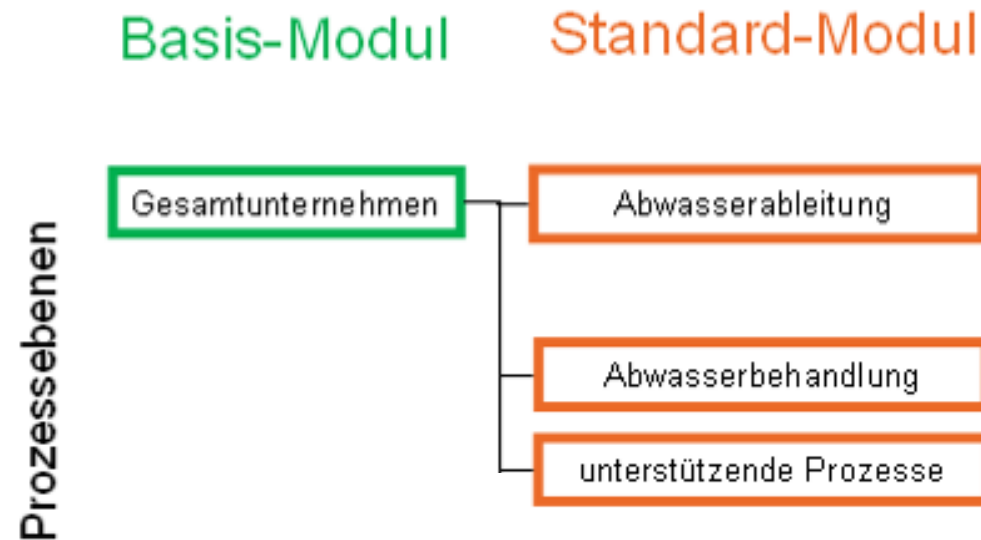 Basis-Modul
Standard-Modul
Prozessebenen
Gesamtunternehmen
Abwasserableitung
Abwasserbehandlung
unterstützende Prozesse